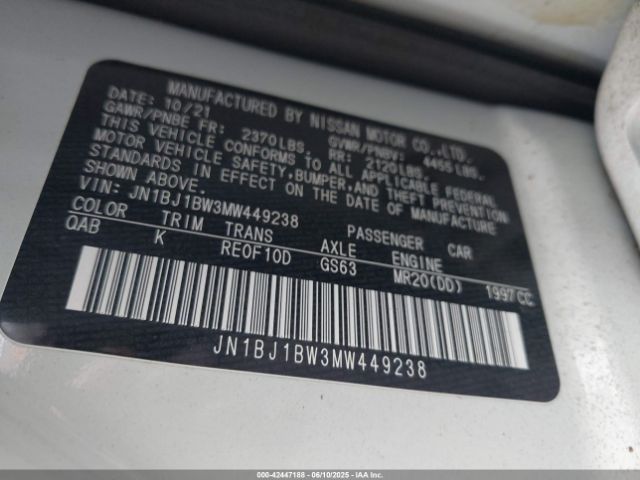 MANUFACTURED BY NISSAN MOTOR CO.,LTD.
DATE: 10/21 GVWR/PNBV: 4455 LBS.
GAWR/PNBE FR: 2370LBS. RR: 2120LBS.
THIS VEHICLE CONFORMS TO ALL APPLICABLE FEDERAL
MOTOR VEHICLE SAFETY,BUMPER,AND THEFT PREVENTION
STANDARDS IN EFFECT ON THE DATE OF MANUFACTURE
SHOWN ABOVE.
VIN: JN1BJ1BW3MW449238 PASSENGER CAR
COLOR TRIM TRANS AXLE ENGINE
QAB K RE0F10D GS63 MR20(DD) 1997CC
JN1BJ1BW3MW449238
000-42447188 - 06/10/2025 - IAA Inc.